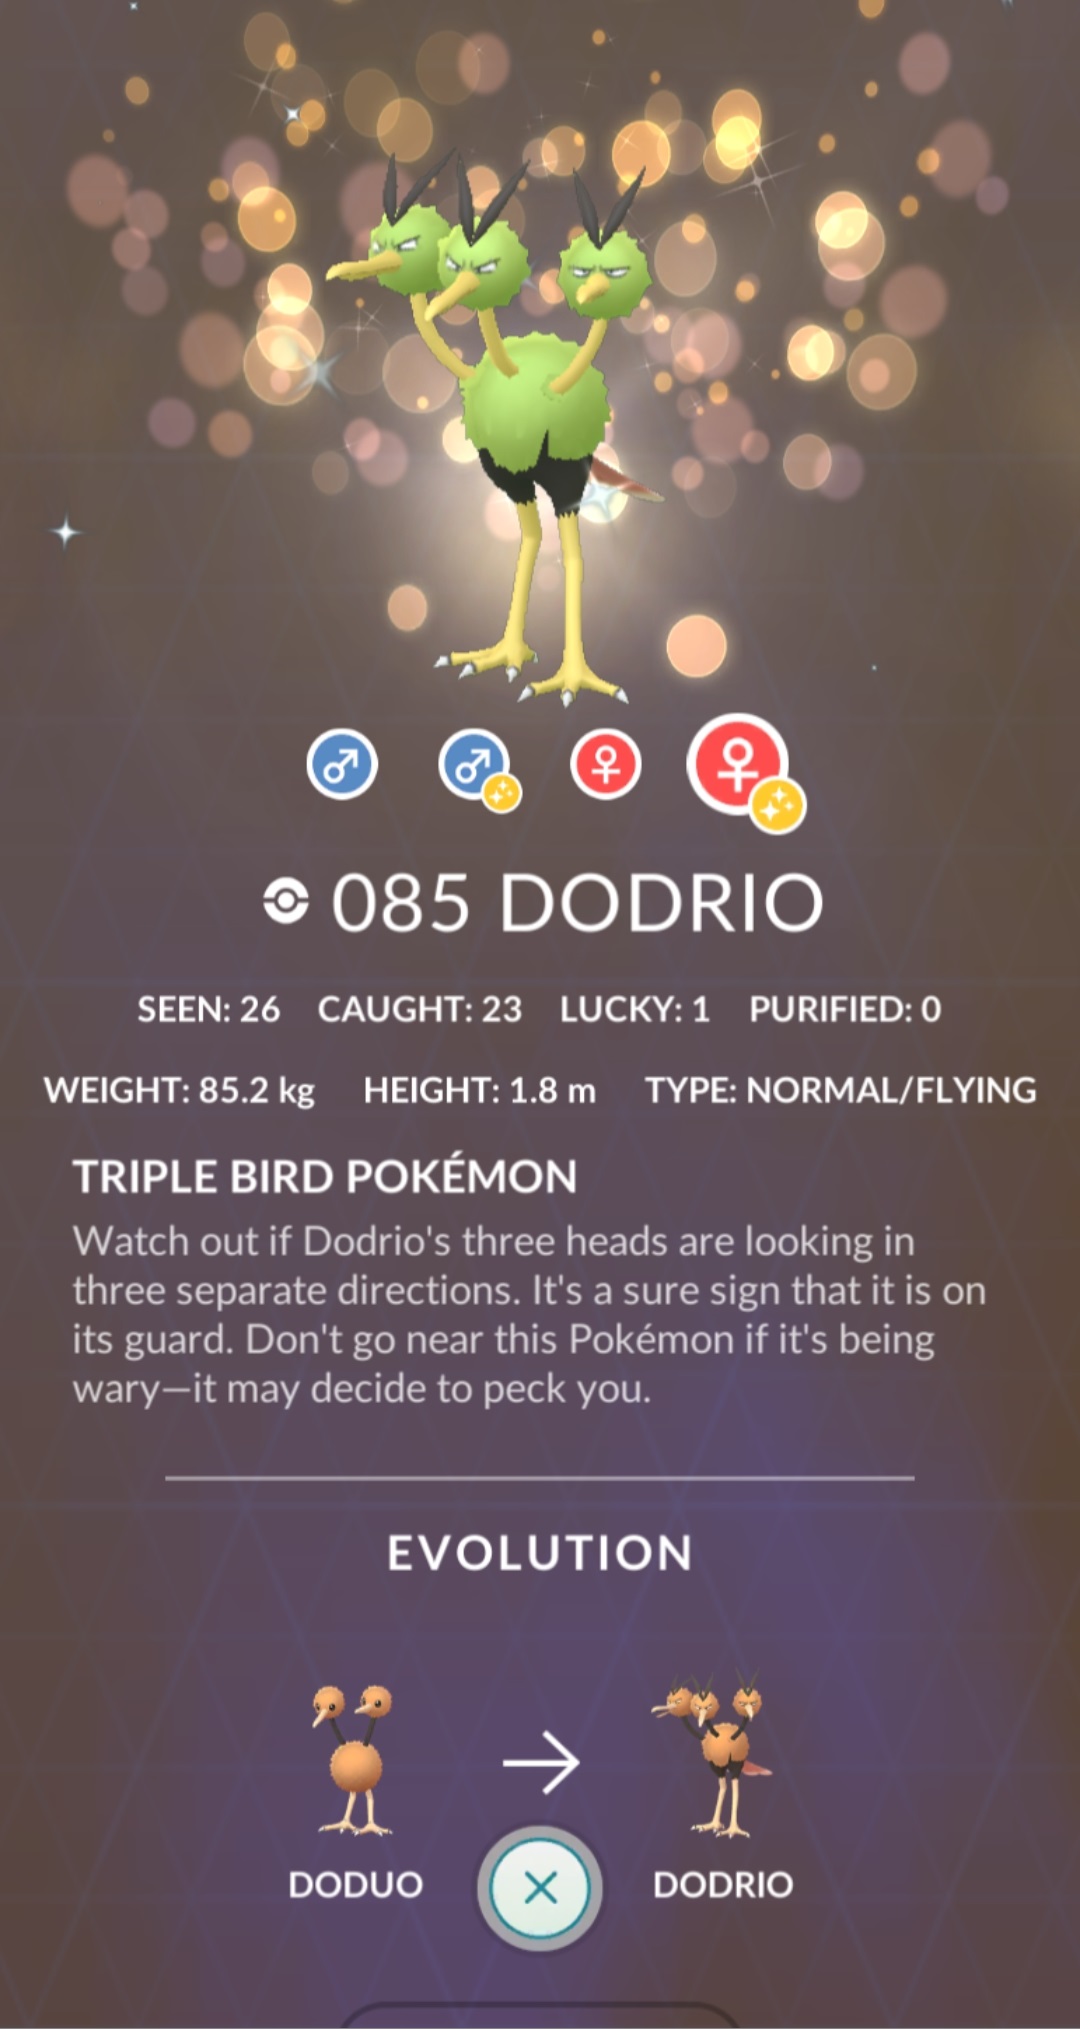 085 DODRIO
SEEN: 26 CAUGHT: 23 LUCKY: 1 PURIFIED: 0
WEIGHT: 85.2 kg HEIGHT: 1.8 m TYPE: NORMAL/FLYING
TRIPLE BIRD POKÉMON
Watch out if Dodrio's three heads are looking in
three separate directions. It's a sure sign that it is on
its guard. Don't go near this Pokémon if it's being
wary—it may decide to peck you.
EVOLUTION
DODUO DODRIO